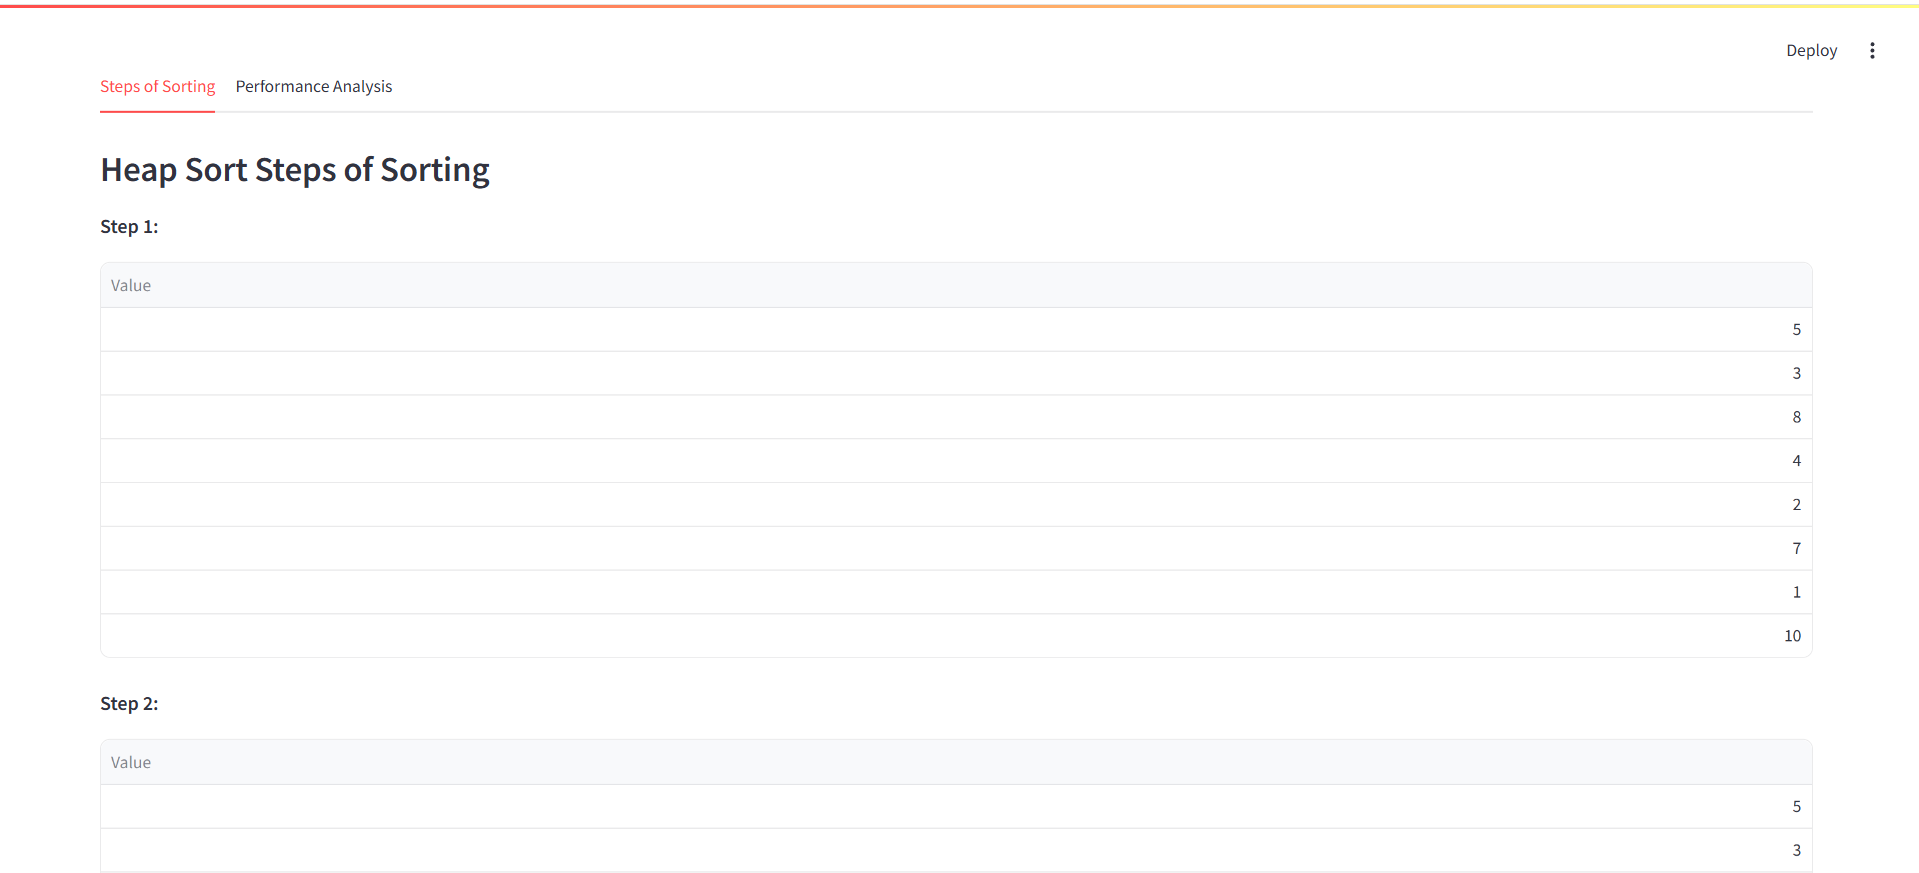 Deploy
Steps of Sorting Performance Analysis
Heap Sort Steps of Sorting
Step 1:
Value
5
3
8
4
2
7
1
10
Step 2:
Value
5
3